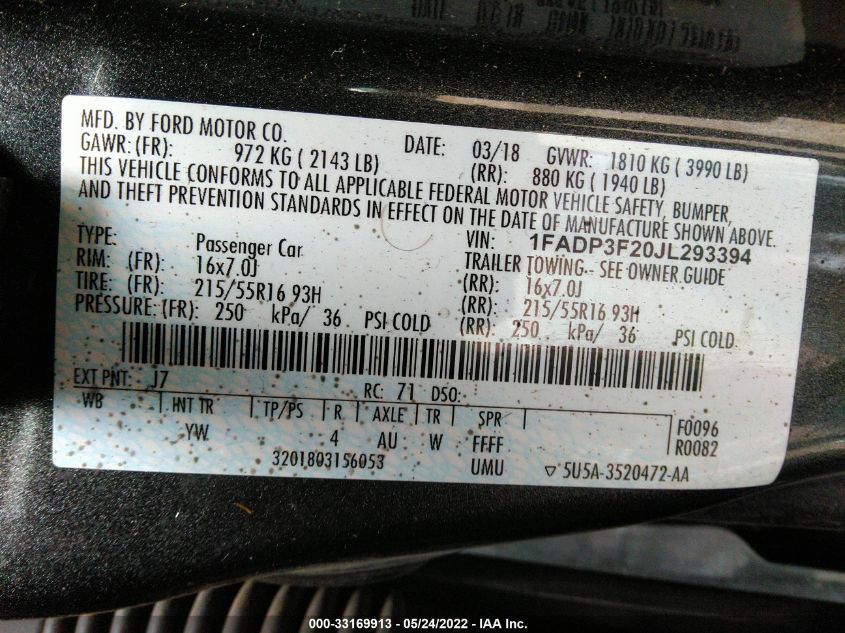 MFD. BY FORD MOTOR CO.
DATE: 03/18 GVWR: 1810 KG ( 3990 LB)
GAWR: (FR): 972 KG ( 2143 LB) (RR): 880 KG ( 1940 LB)
THIS VEHICLE CONFORMS TO ALL APPLICABLE FEDERAL MOTOR VEHICLE SAFETY, BUMPER,
AND THEFT PREVENTION STANDARDS IN EFFECT ON THE DATE OF MANUFACTURE SHOWN ABOVE.
VIN: 1FADP3F20JL293394
TYPE: Passenger Car TRAILER TOWING-- SEE OWNER GUIDE
RIM: (FR): 16x7.0J (RR): 16x7.0J
TIRE: (FR): 215/55R16 93H (RR): 215/55R16 93H
PRESSURE: (FR): 250 kPa/ 36 PSI COLD (RR): 250 kPa/ 36 PSI COLD
EXT PNT: J7 RC: 71 DSO:
WB INT TR TP/PS R AXLE TR SPR F0096
YW 4 AU W FFFF R0082
3201803156053 UMU ▽ 5U5A-3520472-AA
000-33169913 - 05/24/2022 - IAA Inc.